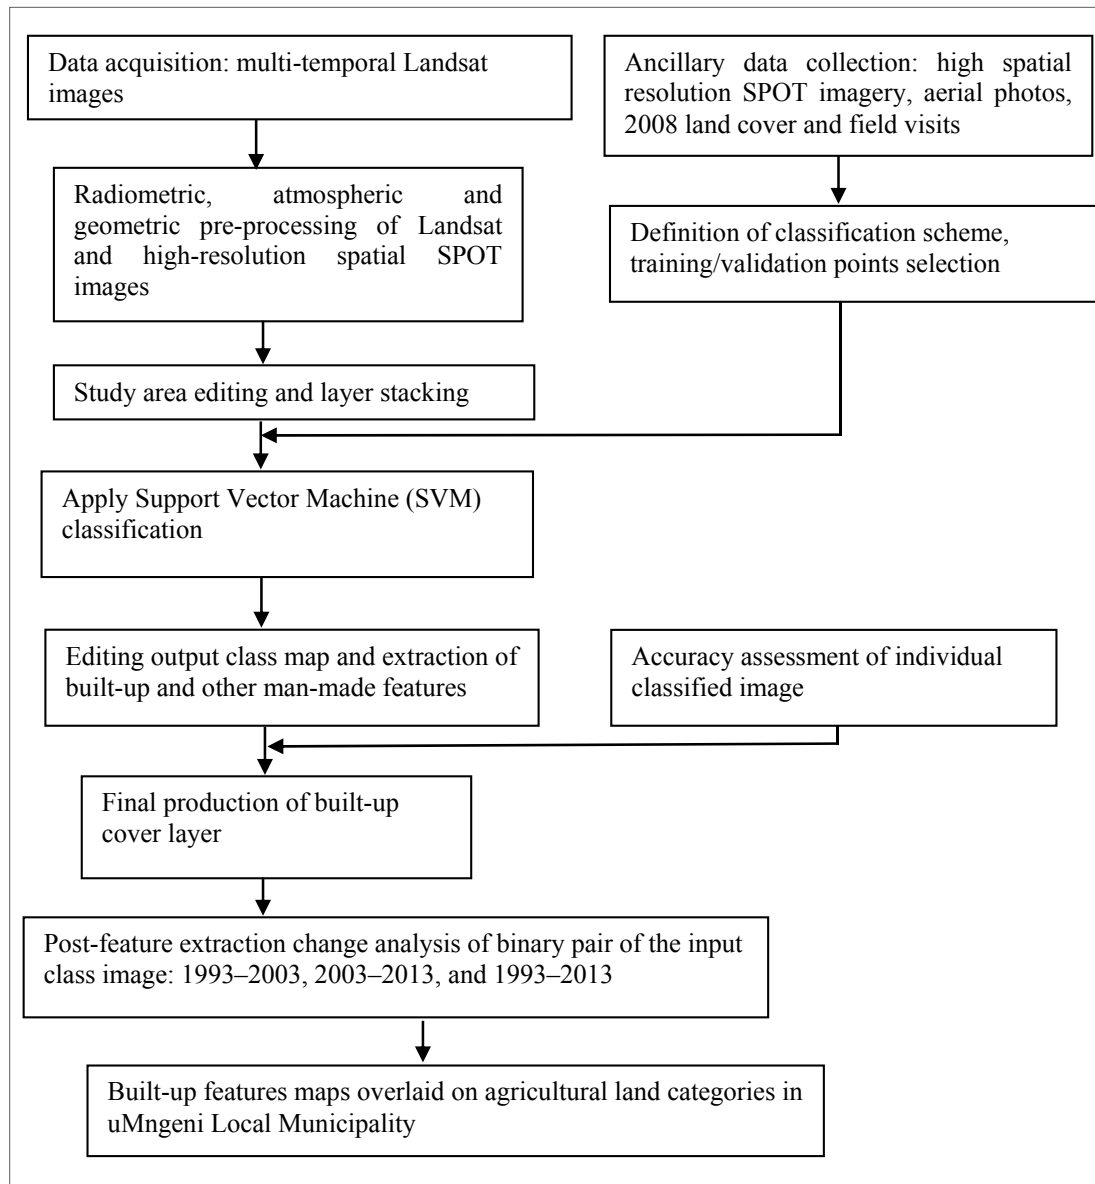 Data acquisition: multi-temporal Landsat
images
Ancillary data collection: high spatial
resolution SPOT imagery, aerial photos,
2008 land cover and field visits
Radiometric, atmospheric and
geometric pre-processing of Landsat
and high-resolution spatial SPOT
images
Definition of classification scheme,
training/validation points selection
Study area editing and layer stacking
Apply Support Vector Machine (SVM)
classification
Editing output class map and extraction of
built-up and other man-made features
Accuracy assessment of individual
classified image
Final production of built-up
cover layer
Post-feature extraction change analysis of binary pair of the input
class image: 1993–2003, 2003–2013, and 1993–2013
Built-up features maps overlaid on agricultural land categories in
uMngeni Local Municipality